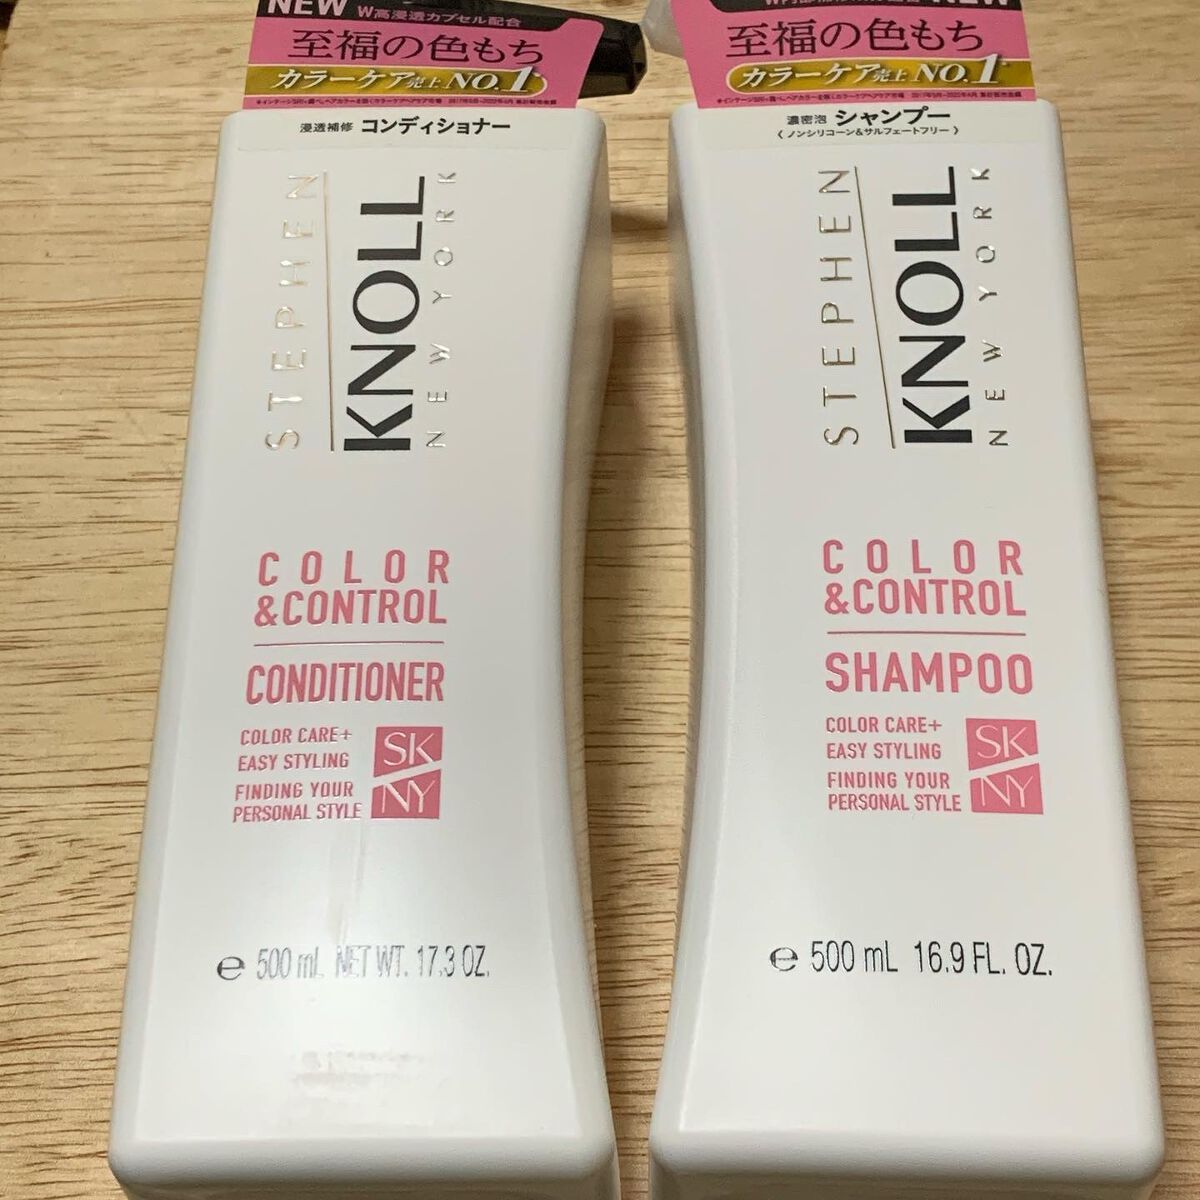 NEW
W高浸透カプセル配合
至福の色もち
カラーケア売上NO.1*
浸透補修 コンディショナー
STEPHEN
KNOLL
NEW YORK
COLOR
&CONTROL
CONDITIONER
COLOR CARE+
EASY STYLING
FINDING YOUR
PERSONAL STYLE
SK
NY
e 500 mL NET WT. 17.3 OZ.
NEW
至福の色もち
カラーケア売上NO.1*
濃密泡 シャンプー
(ノンシリコーン&サルフェートフリー)
STEPHEN
KNOLL
NEW YORK
COLOR
&CONTROL
SHAMPOO
COLOR CARE+
EASY STYLING
FINDING YOUR
PERSONAL STYLE
SK
NY
e 500 mL 16.9 FL. OZ.